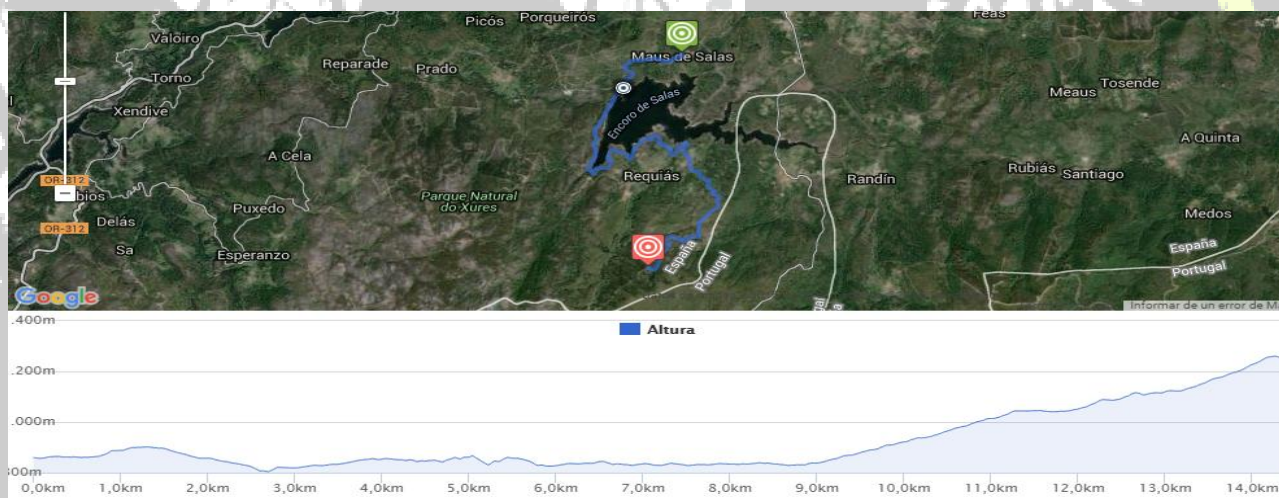 Picós Porqueirós Feas
Valoiro
Reparade Prado Maus de Salas
Torno Tosende
Meaus
Xendive Encoro de Salas
A Quinta
A Cela
OR-312 Requiás Randín Rubiás Santiago
bios Parque Natural
do Xúres
Delás Puxedo Medos
OR-312
Sa Esperanzo España España
Portugal Portugal
Google Informar de un error de M
.400m Altura
.200m
.000m
800m
0,0km 1,0km 2,0km 3,0km 4,0km 5,0km 6,0km 7,0km 8,0km 9,0km 10,0km 11,0km 12,0km 13,0km 14,0km